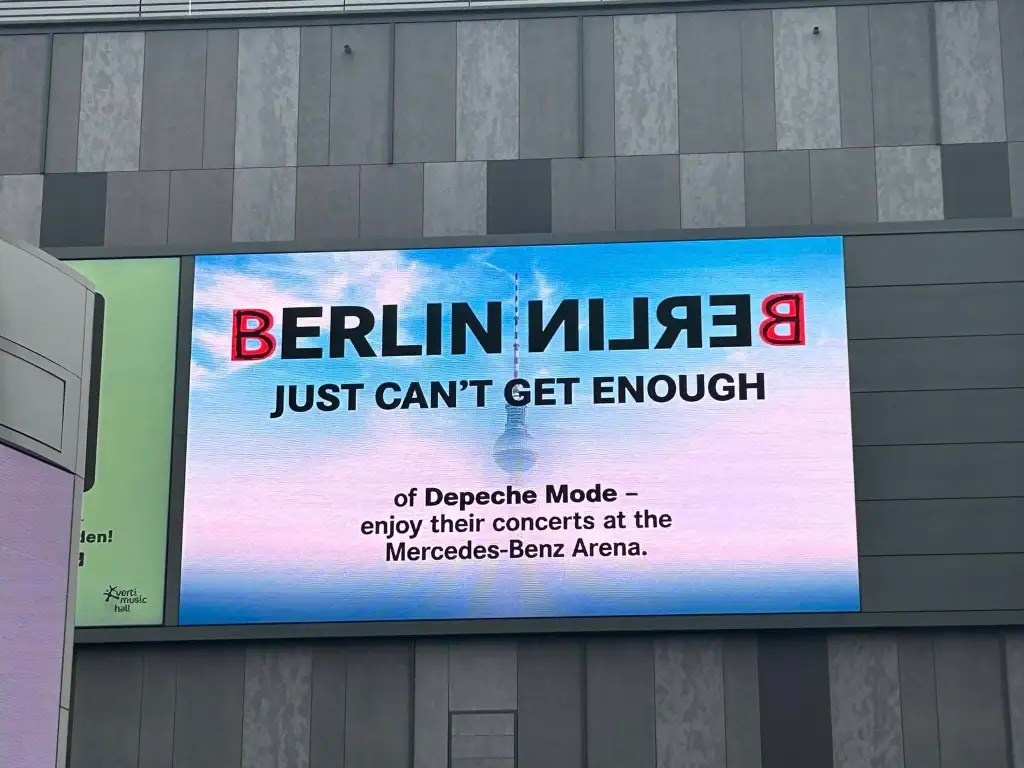 BERLIN BERLIN
JUST CAN'T GET ENOUGH
of Depeche Mode –
enjoy their concerts at the
Mercedes-Benz Arena.
den!
verti
music
hall